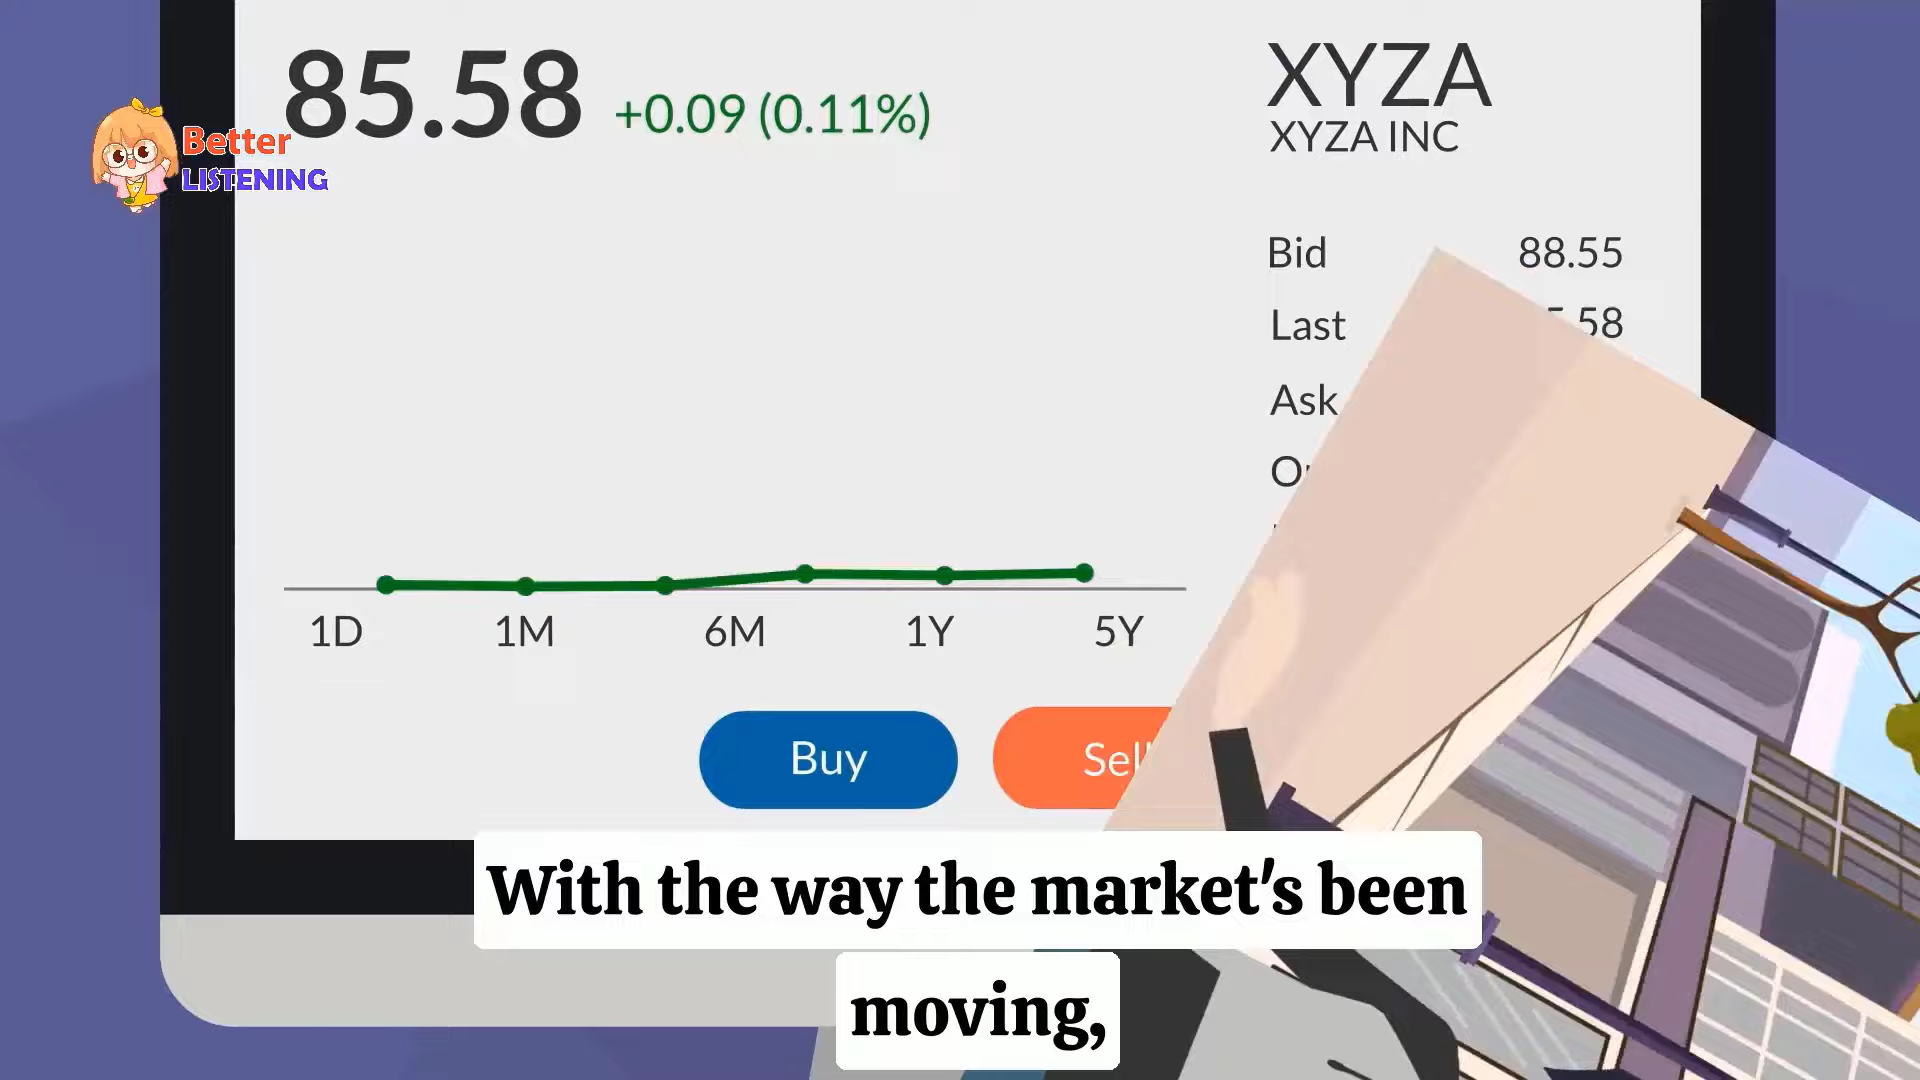 85.58 +0.09 (0.11%)
XYZA
XYZA INC
Better
LISTENING
Bid 88.55
Last .58
Ask
1D 1M 6M 1Y 5Y
Buy
With the way the market's been
moving,